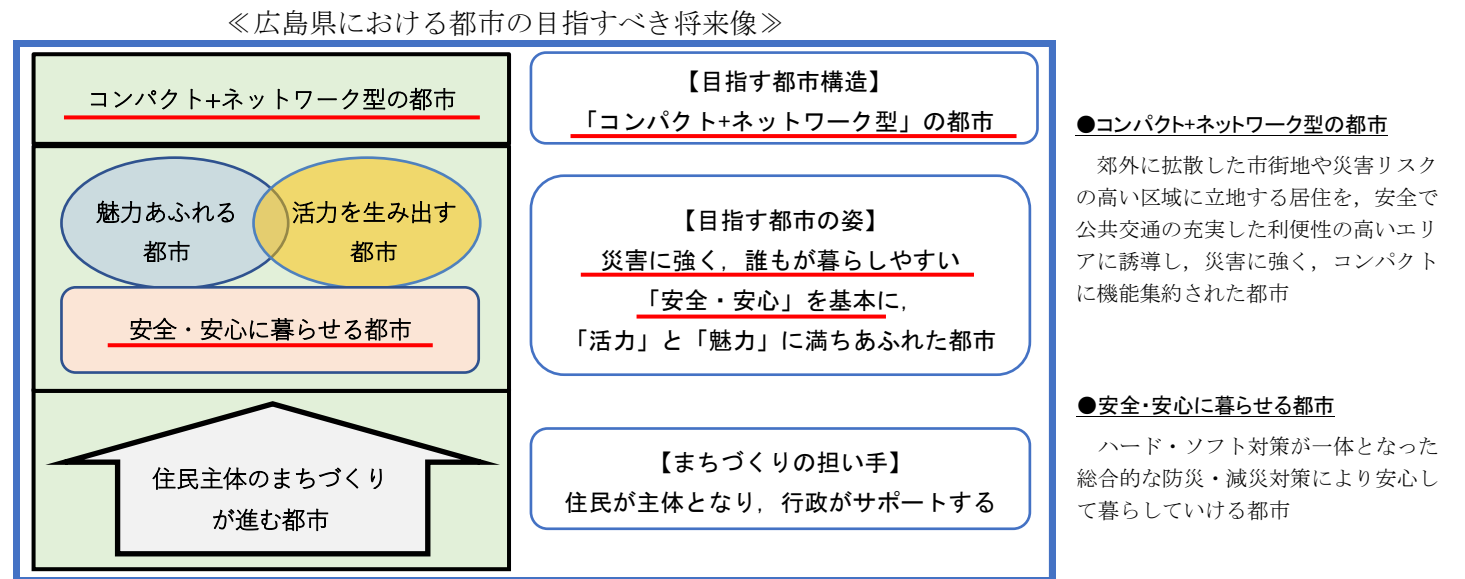 ≪広島県における都市の目指すべき将来像≫
コンパクト+ネットワーク型の都市
魅力あふれる
都市
活力を生み出す
都市
安全・安心に暮らせる都市
住民主体のまちづくり
が進む都市
【目指す都市構造】
「コンパクト+ネットワーク型」の都市
【目指す都市の姿】
災害に強く，誰もが暮らしやすい
「安全・安心」を基本に，
「活力」と「魅力」に満ちあふれた都市
【まちづくりの担い手】
住民が主体となり，行政がサポートする
●コンパクト+ネットワーク型の都市
郊外に拡散した市街地や災害リスク
の高い区域に立地する居住を，安全で
公共交通の充実した利便性の高いエリ
アに誘導し，災害に強く，コンパクト
に機能集約された都市
●安全・安心に暮らせる都市
ハード・ソフト対策が一体となった
総合的な防災・減災対策により安心し
て暮らしていける都市